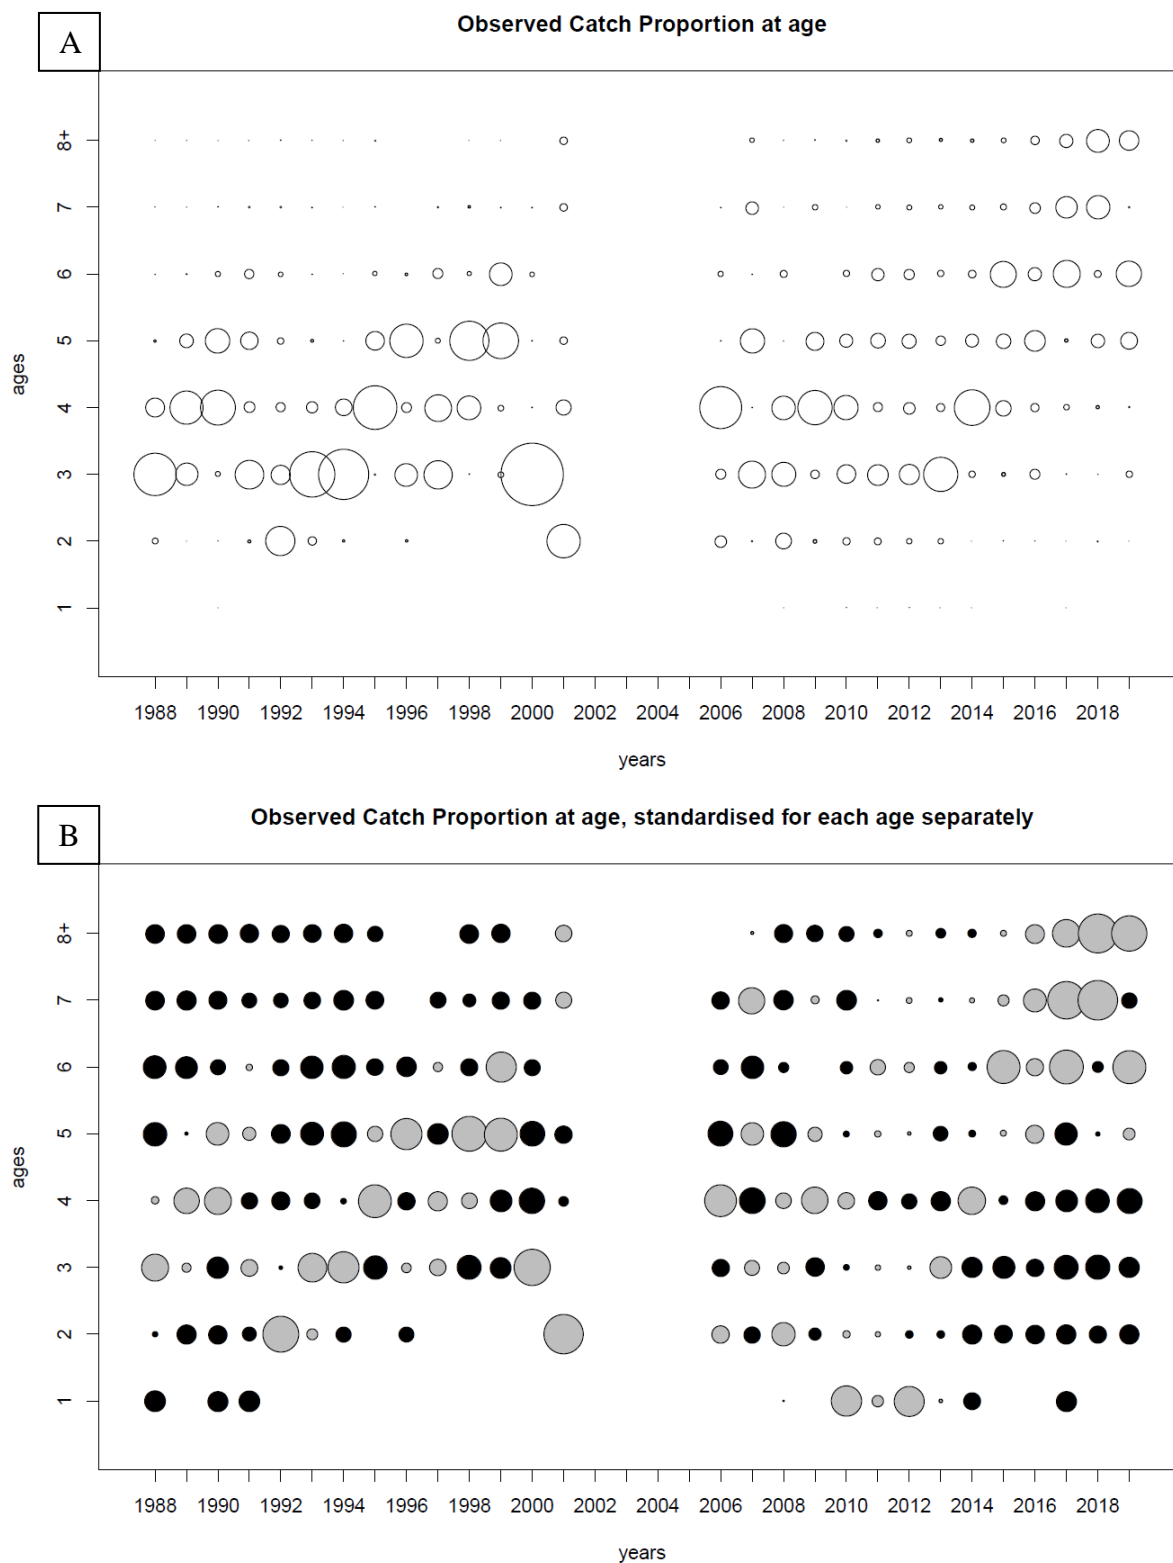 A
Observed Catch Proportion at age
8+
7
6
5
4
3
2
1
ages
1988 1990 1992 1994 1996 1998 2000 2002 2004 2006 2008 2010 2012 2014 2016 2018
years
B
Observed Catch Proportion at age, standardised for each age separately
8+
7
6
5
4
3
2
1
ages
1988 1990 1992 1994 1996 1998 2000 2002 2004 2006 2008 2010 2012 2014 2016 2018
years